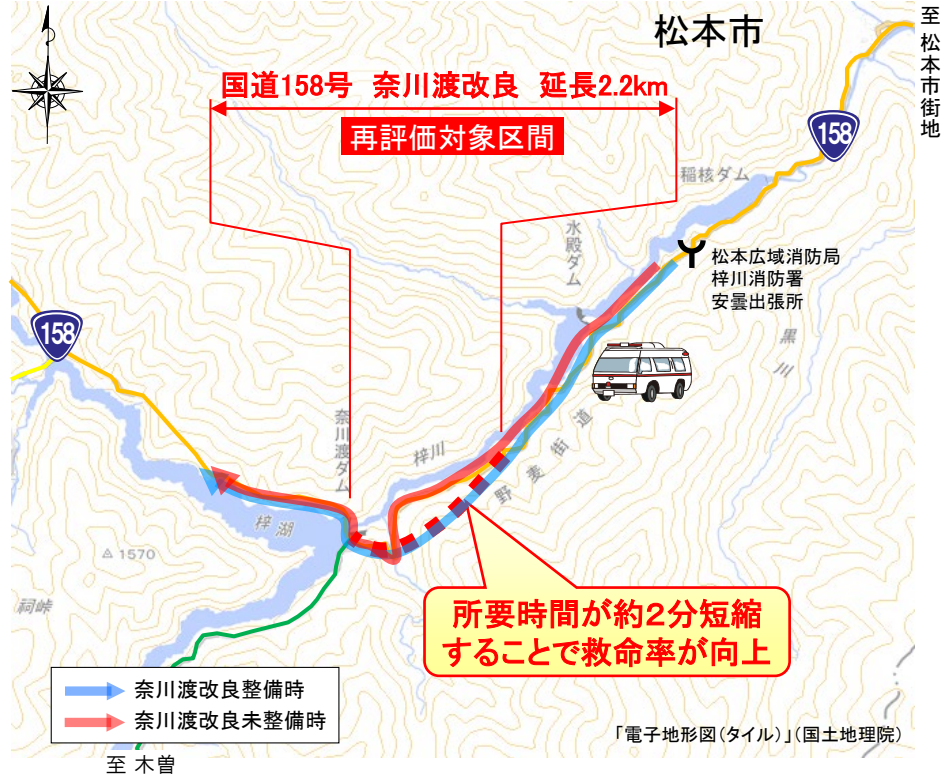 松本市
至 松本市街地
国道158号 奈川渡改良 延長2.2km
再評価対象区間
158
稲核ダム
水殿ダム
松本広域消防局
梓川消防署
安曇出張所
黒川
158
奈川渡ダム
梓川
野麦街道
梓湖
1570
祠峠
所要時間が約2分短縮
することで救命率が向上
奈川渡改良整備時
奈川渡改良未整備時
「電子地形図(タイル)」(国土地理院)
至 木曽